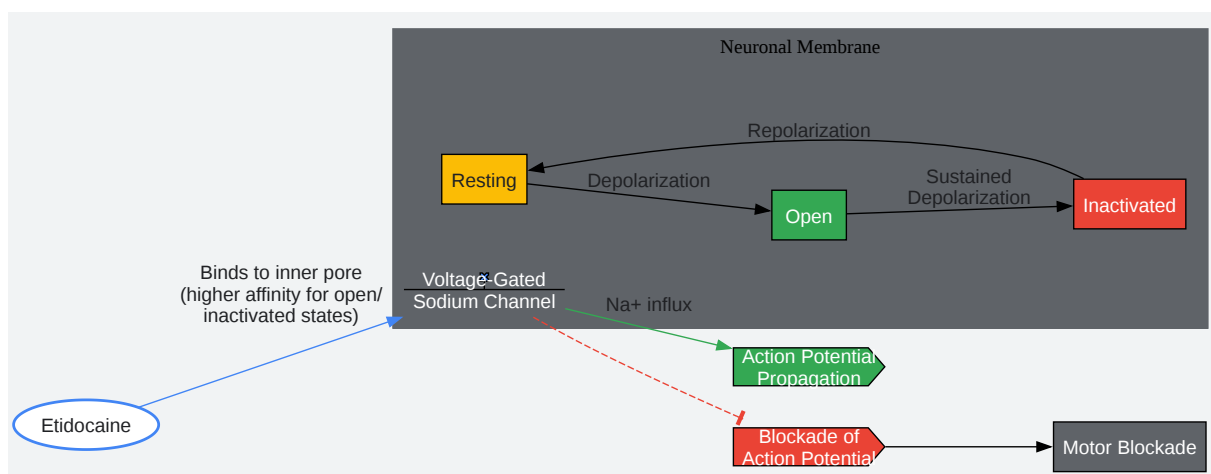 Neuronal Membrane
Repolarization
Resting
Depolarization
Open
Sustained
Depolarization
Inactivated
Binds to inner pore
(higher affinity for open/
inactivated states)
Voltage-Gated
Sodium Channel
Na+ influx
Action Potential
Propagation
Etidocaine
Blockade of
Action Potential
Motor Blockade